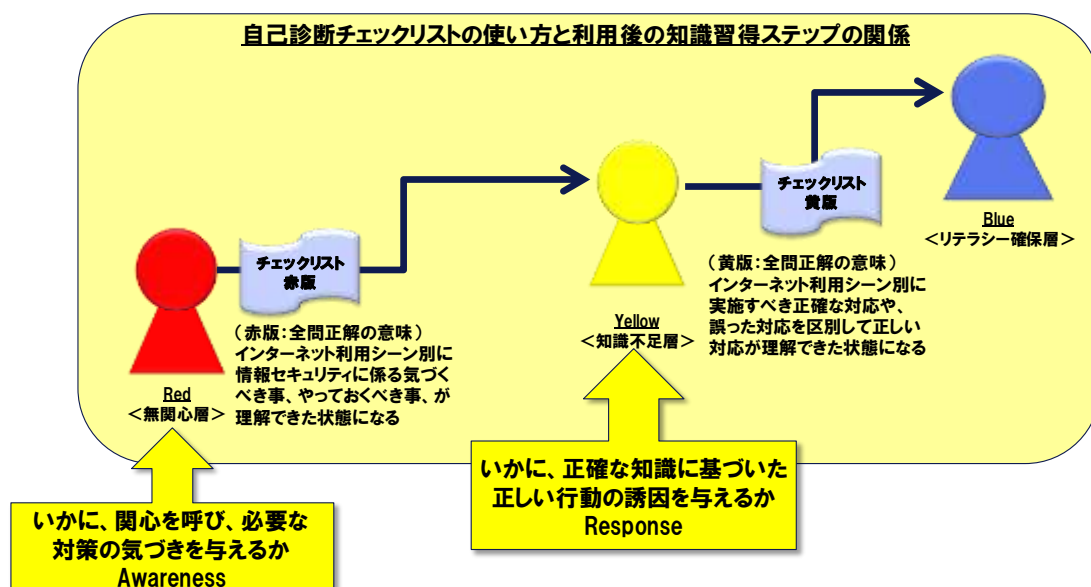 自己診断チェックリストの使い方と利用後の知識習得ステップの関係
チェックリスト
赤版
(赤版:全問正解の意味)
インターネット利用シーン別に
情報セキュリティに係る気づく
べき事、やっておくべき事、が
理解できた状態になる
Red
<無関心層>
チェックリスト
黄版
(黄版:全問正解の意味)
インターネット利用シーン別に
実施すべき正確な対応や、
誤った対応を区別して正しい
対応が理解できた状態になる
Yellow
<知識不足層>
Blue
<リテラシー確保層>
いかに、関心を呼び、必要な
対策の気づきを与えるか
Awareness
いかに、正確な知識に基づいた
正しい行動の誘因を与えるか
Response